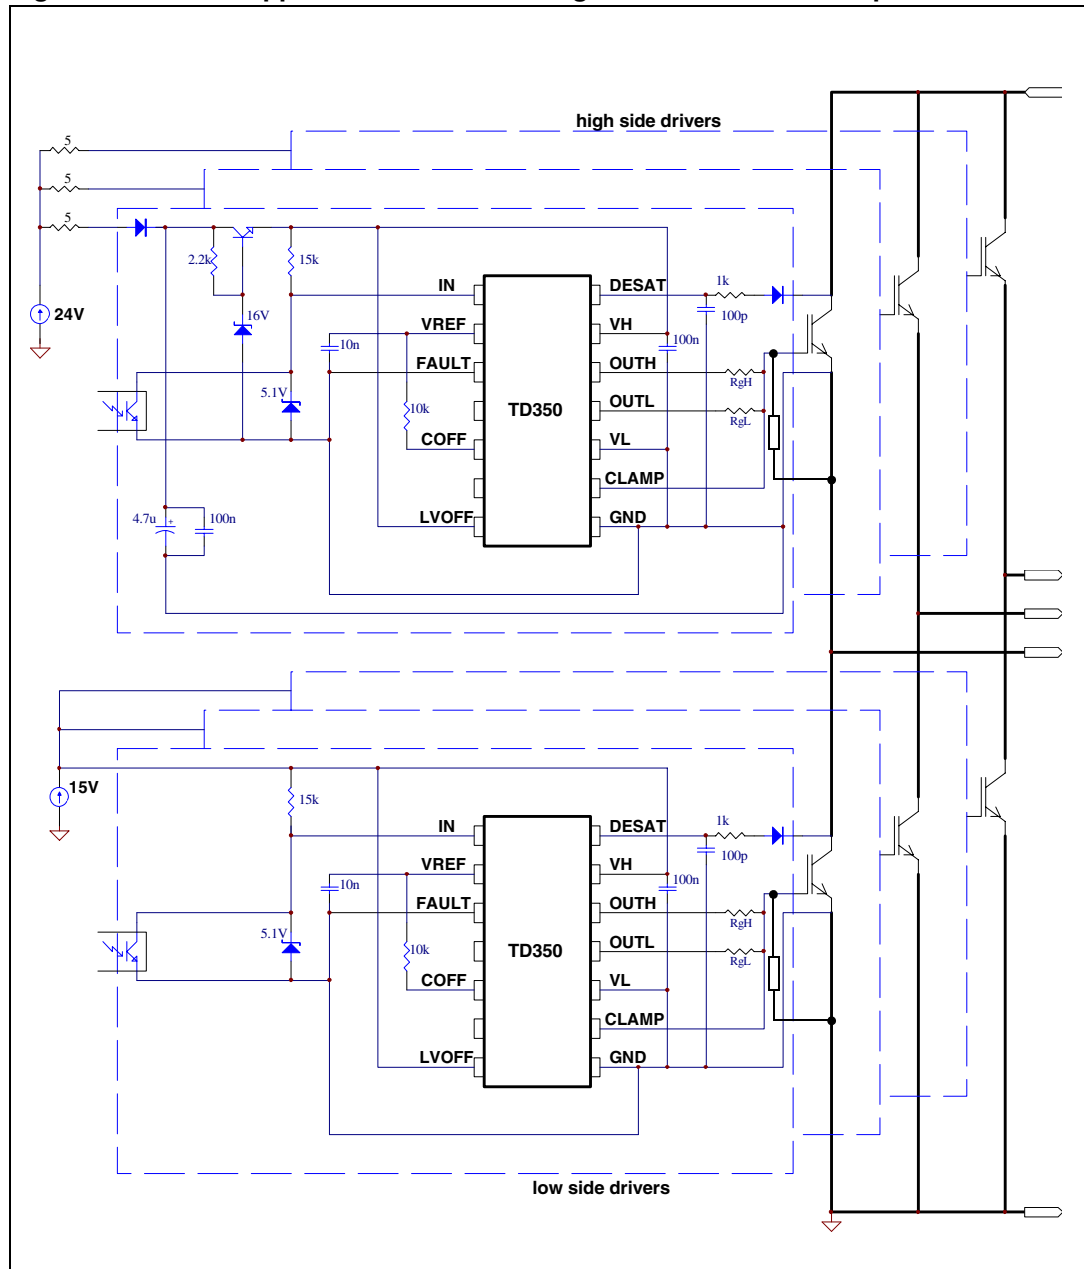 high side drivers
5
5
5
24V
2.2k
15k
16V
10n
5.1V
10k
4.7u
+
100n
IN
VREF
FAULT
COFF
LVOFF
TD350
DESAT
VH
OUTH
OUTL
VL
CLAMP
GND
1k
100p
100n
RgH
RgL
15V
15k
10n
5.1V
10k
IN
VREF
FAULT
COFF
LVOFF
TD350
DESAT
VH
OUTH
OUTL
VL
CLAMP
GND
1k
100p
100n
RgH
RgL
low side drivers